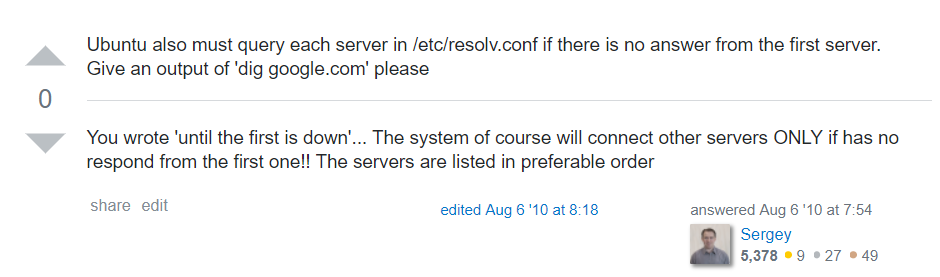 Ubuntu also must query each server in /etc/resolv.conf if there is no answer from the first server.
Give an output of 'dig google.com' please
0
You wrote 'until the first is down'... The system of course will connect other servers ONLY if has no
respond from the first one!! The servers are listed in preferable order
share edit
edited Aug 6 '10 at 8:18
answered Aug 6 '10 at 7:54
Sergey
5,378 ● 9 ● 27 ● 49